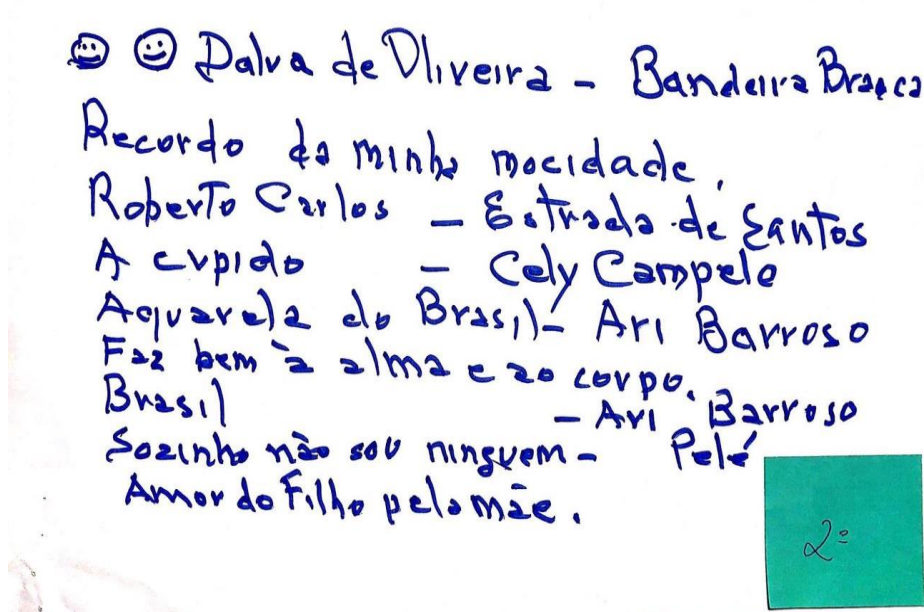 Dalva de Oliveira - Bandeira Branca
Recordo da minha mocidade,
Roberto Carlos - Estrada de Santos
A cupido - Cely Campelo
Aquarela do Brasil - Ari Barroso
Faz bem à alma e ao corpo.
Brasil - Ari Barroso
Sozinho não sou ninguem - Pelé
Amor do Filho pela mãe.
2º